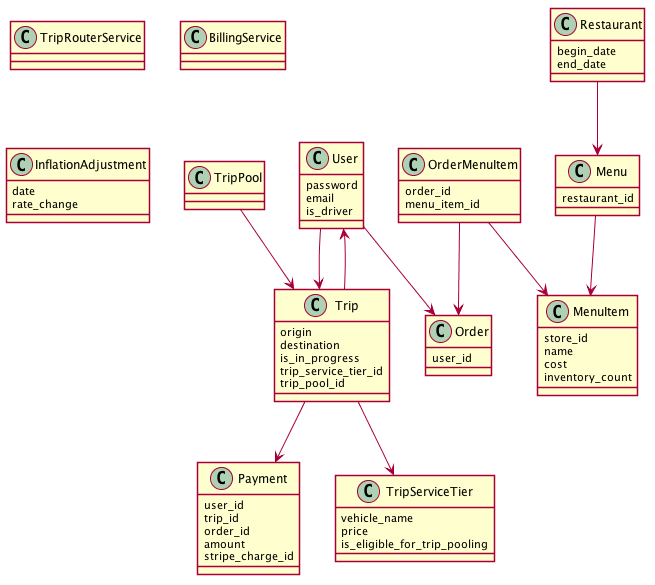 C TripRouterService
C BillingService
C Restaurant
begin_date
end_date
C InflationAdjustment
date
rate_change
C TripPool
C User
password
email
is_driver
C OrderMenuItem
order_id
menu_item_id
C Menu
restaurant_id
C Trip
origin
destination
is_in_progress
trip_service_tier_id
trip_pool_id
C Order
user_id
C MenuItem
store_id
name
cost
inventory_count
C Payment
user_id
trip_id
order_id
amount
stripe_charge_id
C TripServiceTier
vehicle_name
price
is_eligible_for_trip_pooling